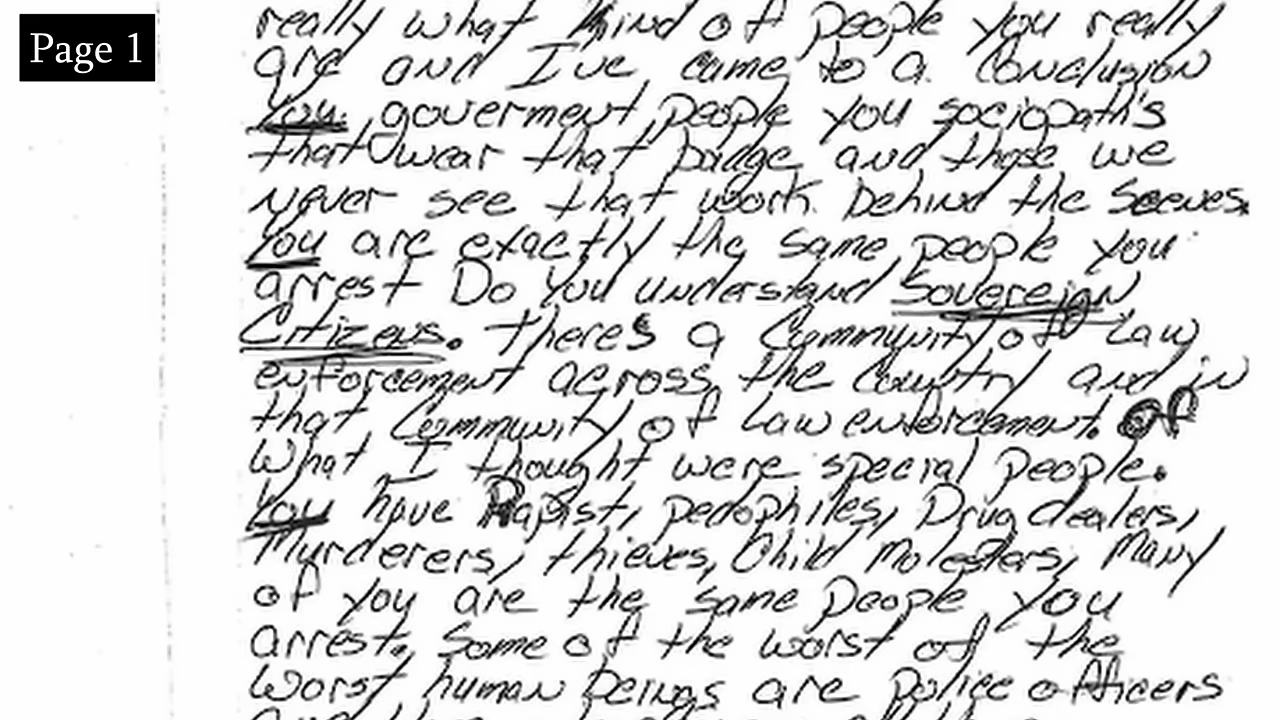 Page 1
really what kind of people you really
are and I've came to a Conclusion
You goverment people you sociopath's
that wear that badge and those we
never see that work behind the Scenes.
You are exactly the same people you
arrest Do You understand Sovereign
Citizens. there's a Community of Law
enforcement across the Country and in
that Community of Law enforcement. of
What I thought were special people.
You have Rapist, pedophiles, Drug dealers,
Murderers, thieves, Child Molesters, Many
of you are the same People you
arrest. Some of the worst of the
Worst human beings are police officers